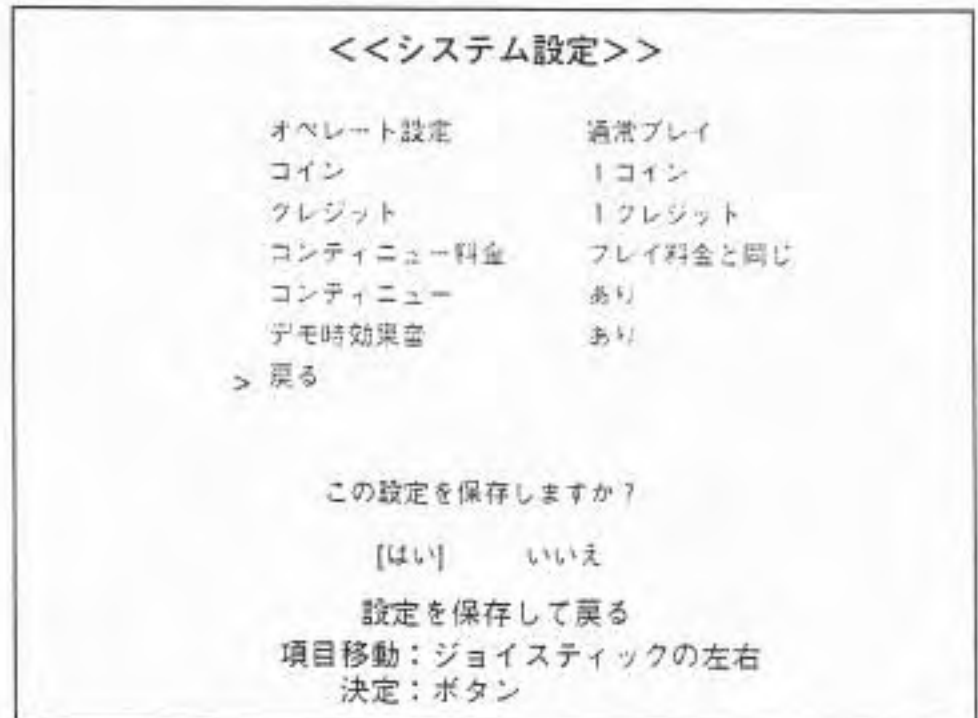 <<システム設定>>
オペレート設定 通常プレイ
コイン 1コイン
クレジット 1クレジット
コンティニュー料金 プレイ料金と同じ
コンティニュー あり
デモ時効果音 あり
> 戻る
この設定を保存しますか?
[はい] いいえ
設定を保存して戻る
項目移動:ジョイスティックの左右
決定:ボタン